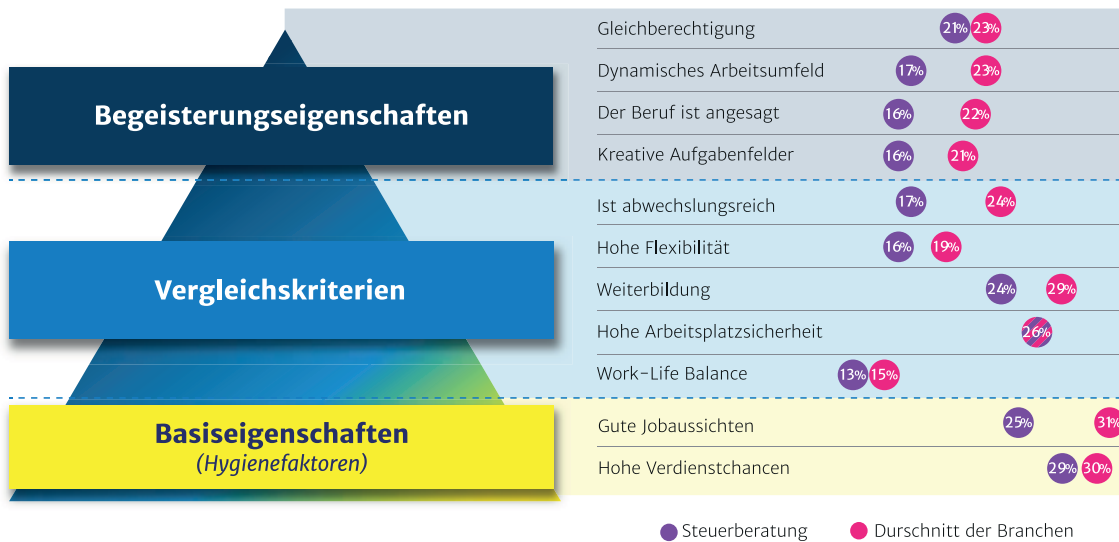 Begeisterungseigenschaften
Gleichberechtigung 21% 23%
Dynamisches Arbeitsumfeld 17% 23%
Der Beruf ist angesagt 16% 22%
Kreative Aufgabenfelder 16% 21%
Vergleichskriterien
Ist abwechslungsreich 17% 24%
Hohe Flexibilität 16% 19%
Weiterbildung 24% 29%
Hohe Arbeitsplatzsicherheit 26%
Work-Life Balance 13% 15%
Basiseigenschaften
(Hygienefaktoren)
Gute Jobaussichten 25% 31%
Hohe Verdienstchancen 29% 30%
Steuerberatung Durschnitt der Branchen